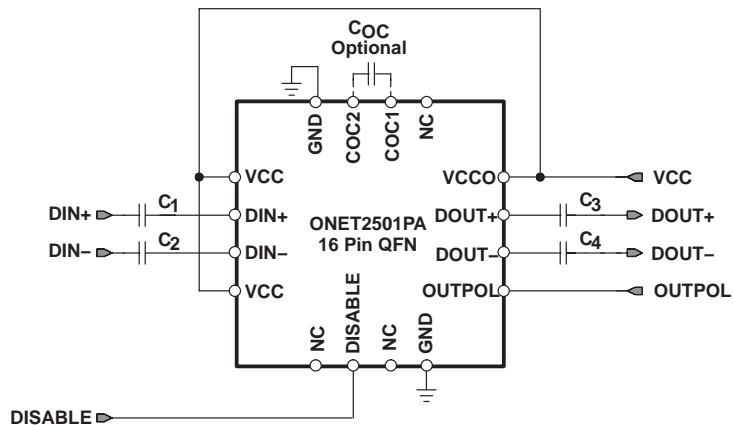 COC
Optional
GND
COC2
COC1
NC
VCC
VCCO
VCC
DIN+
C1
DIN+
ONET2501PA
DOUT+
C3
DOUT+
DIN–
C2
DIN–
16 Pin QFN
DOUT–
C4
DOUT–
VCC
OUTPOL
OUTPOL
NC
DISABLE
NC
GND
DISABLE